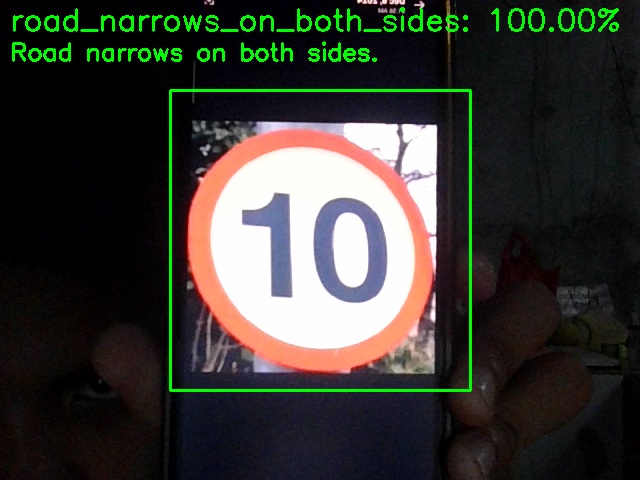 road_narrows_on_both_sides: 100.00%
Road narrows on both sides.
10